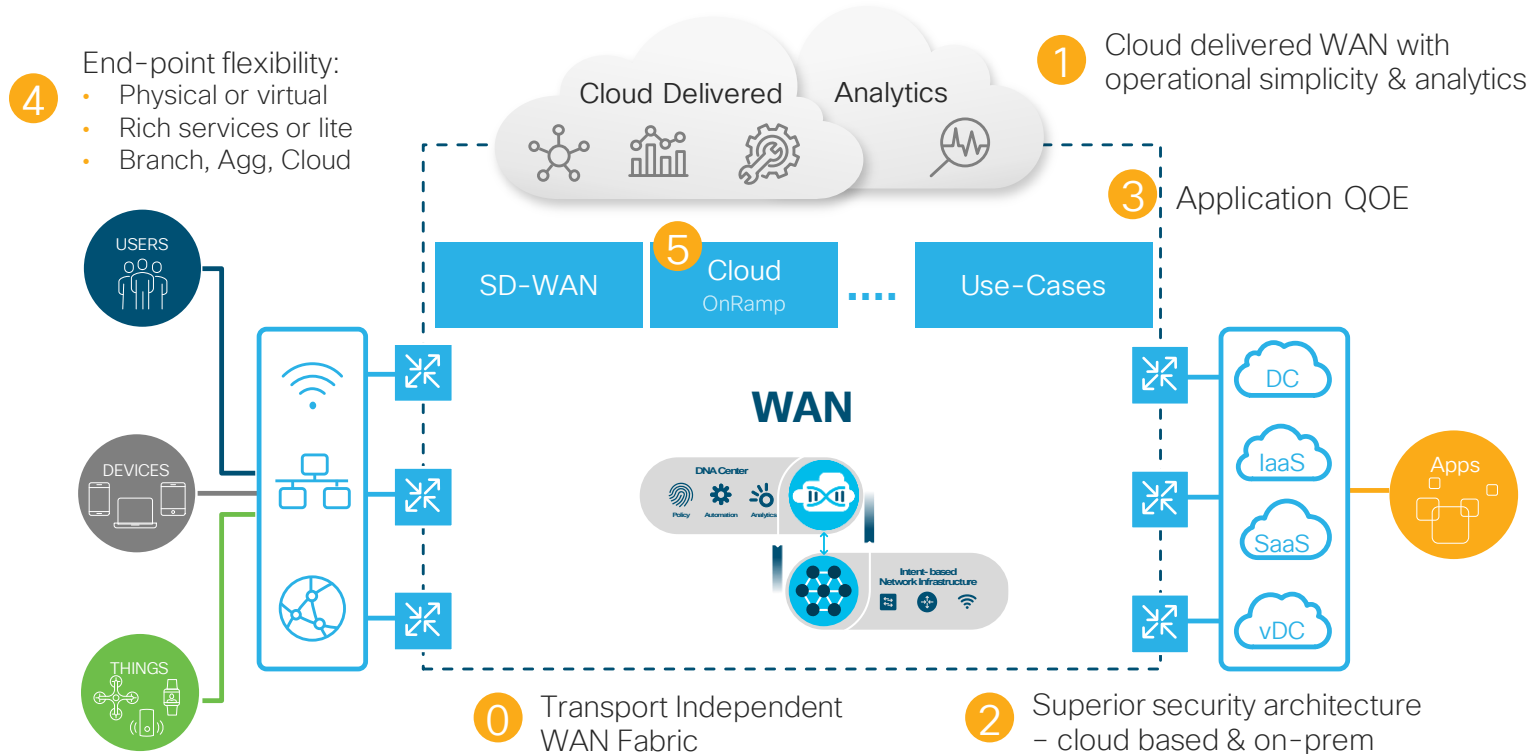 4
End-point flexibility:
• Physical or virtual
• Rich services or lite
• Branch, Agg, Cloud
Cloud Delivered
Analytics
1
Cloud delivered WAN with
operational simplicity & analytics
3
Application QOE
USERS
SD-WAN
5
Cloud
OnRamp
....
Use-Cases
WAN
DNA Center
Policy
Automation
Analytics
Intent-based
Network Infrastructure
DEVICES
THINGS
DC
IaaS
SaaS
vDC
Apps
0
Transport Independent
WAN Fabric
2
Superior security architecture
– cloud based & on-prem